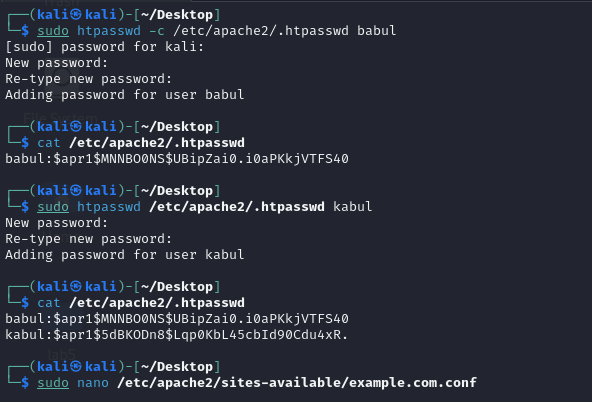 ┌──(kali㉿kali)-[~/Desktop]
└─$ sudo htpasswd -c /etc/apache2/.htpasswd babul
[sudo] password for kali:
New password:
Re-type new password:
Adding password for user babul
┌──(kali㉿kali)-[~/Desktop]
└─$ cat /etc/apache2/.htpasswd
babul:$apr1$MNNBO0NS$UBipZai0.i0aPKkjVTFS40
┌──(kali㉿kali)-[~/Desktop]
└─$ sudo htpasswd /etc/apache2/.htpasswd kabul
New password:
Re-type new password:
Adding password for user kabul
┌──(kali㉿kali)-[~/Desktop]
└─$ cat /etc/apache2/.htpasswd
babul:$apr1$MNNBO0NS$UBipZai0.i0aPKkjVTFS40
kabul:$apr1$5dBKODn8$Lqp0KbL45cbId90Cdu4xR.
┌──(kali㉿kali)-[~/Desktop]
└─$ sudo nano /etc/apache2/sites-available/example.com.conf